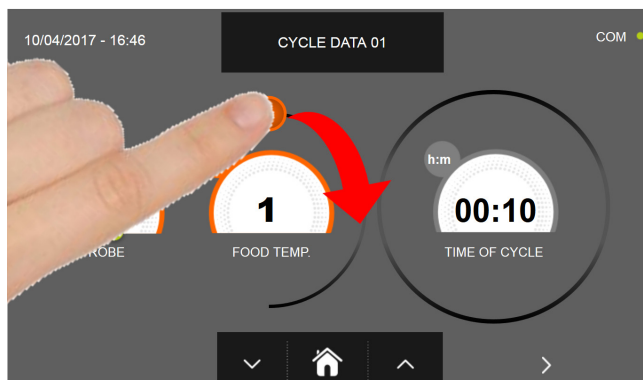 10/04/2017 - 16:46
CYCLE DATA 01
COM
h:m
1
00:10
ROBE
FOOD TEMP.
TIME OF CYCLE